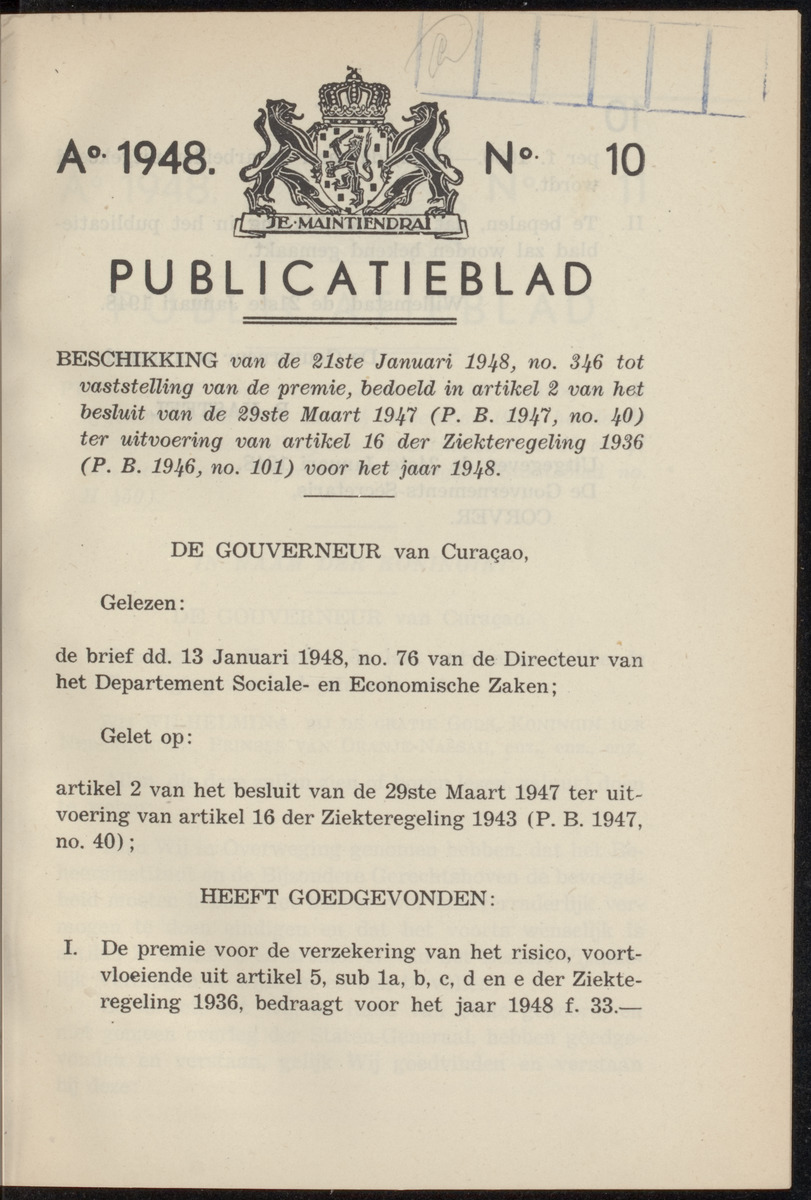 Aº. 1948. Nº. 10
JE·MAINTIENDRAI
PUBLICATIEBLAD
BESCHIKKING van de 21ste Januari 1948, no. 346 tot
vaststelling van de premie, bedoeld in artikel 2 van het
besluit van de 29ste Maart 1947 (P. B. 1947, no. 40)
ter uitvoering van artikel 16 der Ziekteregeling 1936
(P. B. 1946, no. 101) voor het jaar 1948.
DE GOUVERNEUR van Curaçao,
Gelezen:
de brief dd. 13 Januari 1948, no. 76 van de Directeur van
het Departement Sociale- en Economische Zaken;
Gelet op:
artikel 2 van het besluit van de 29ste Maart 1947 ter uit-
voering van artikel 16 der Ziekteregeling 1943 (P. B. 1947,
no. 40);
HEEFT GOEDGEVONDEN:
I. De premie voor de verzekering van het risico, voort-
vloeiende uit artikel 5, sub 1a, b, c, d en e der Ziekte-
regeling 1936, bedraagt voor het jaar 1948 f. 33.—